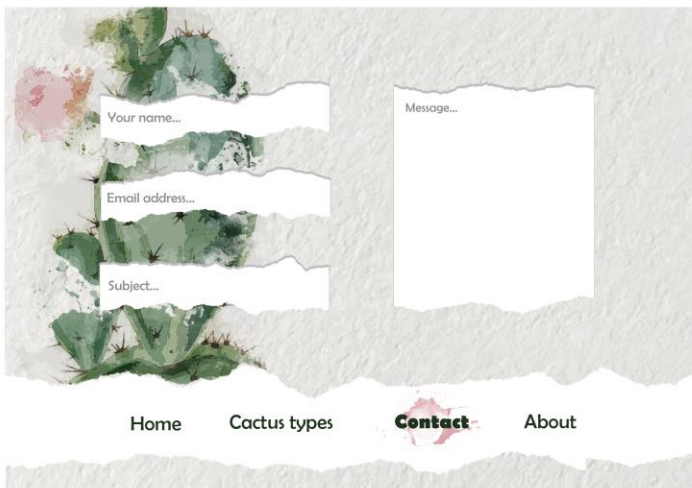 Your name...
Email address...
Subject...
Message...
Home Cactus types Contact About